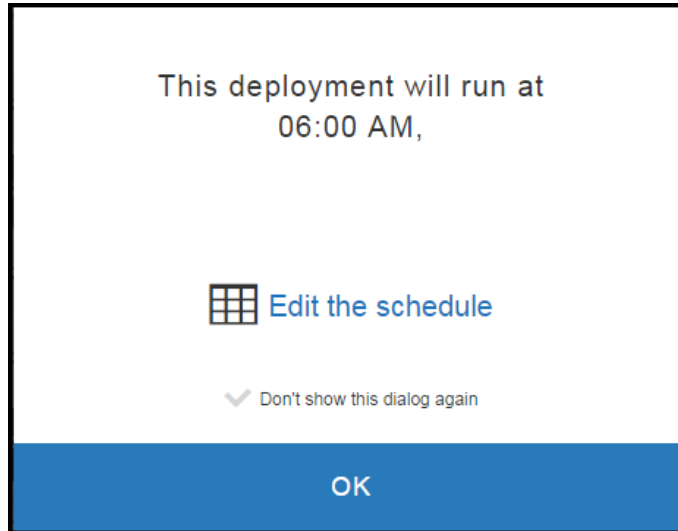 This deployment will run at
06:00 AM,
Edit the schedule
Don't show this dialog again
OK